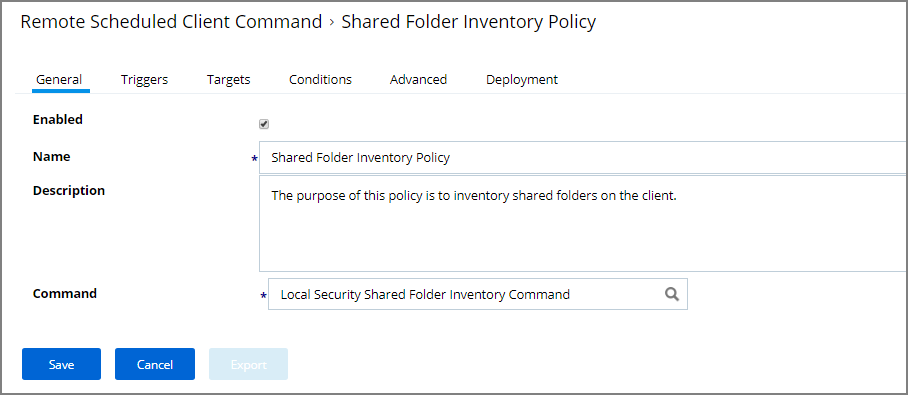 Remote Scheduled Client Command › Shared Folder Inventory Policy
General Triggers Targets Conditions Advanced Deployment
Enabled
Name * Shared Folder Inventory Policy
Description The purpose of this policy is to inventory shared folders on the client.
Command * Local Security Shared Folder Inventory Command
Save Cancel Export